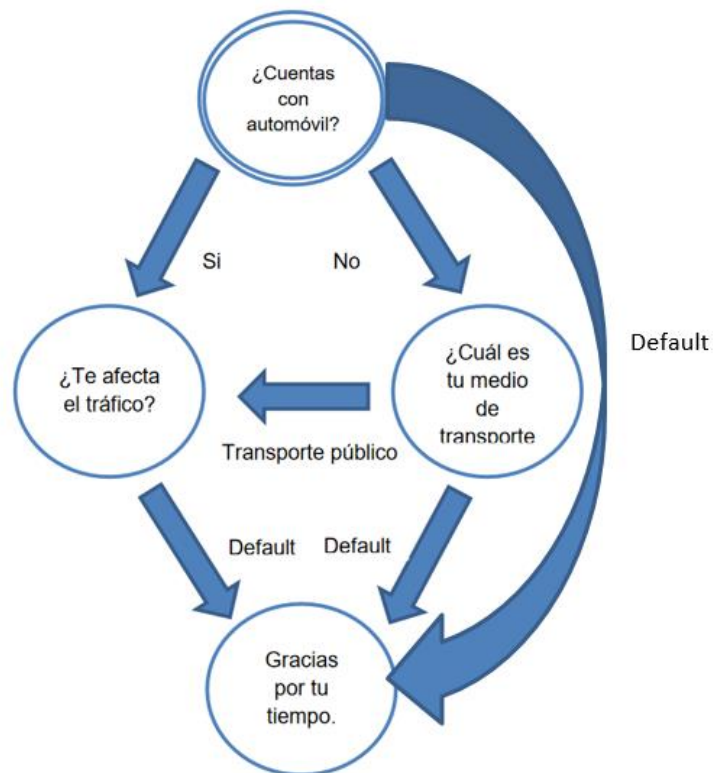 ¿Cuentas
con
automóvil?
Si
No
Default
¿Te afecta
el tráfico?
¿Cuál es
tu medio
de
transporte
Transporte público
Default
Default
Gracias
por tu
tiempo.